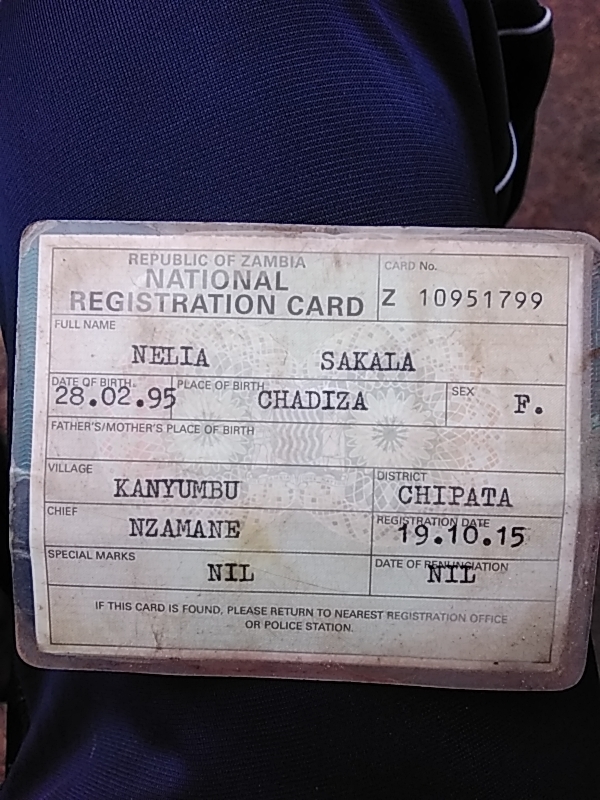 REPUBLIC OF ZAMBIA
NATIONAL
REGISTRATION CARD
CARD No.
Z 10951799
FULL NAME
NELIA SAKALA
DATE OF BIRTH PLACE OF BIRTH SEX
28.02.95 CHADIZA F.
FATHER'S/MOTHER'S PLACE OF BIRTH
VILLAGE DISTRICT
KANYUMBU CHIPATA
CHIEF REGISTRATION DATE
NZAMANE 19.10.15
SPECIAL MARKS DATE OF RENUNCIATION
NIL NIL
IF THIS CARD IS FOUND, PLEASE RETURN TO NEAREST REGISTRATION OFFICE
OR POLICE STATION.